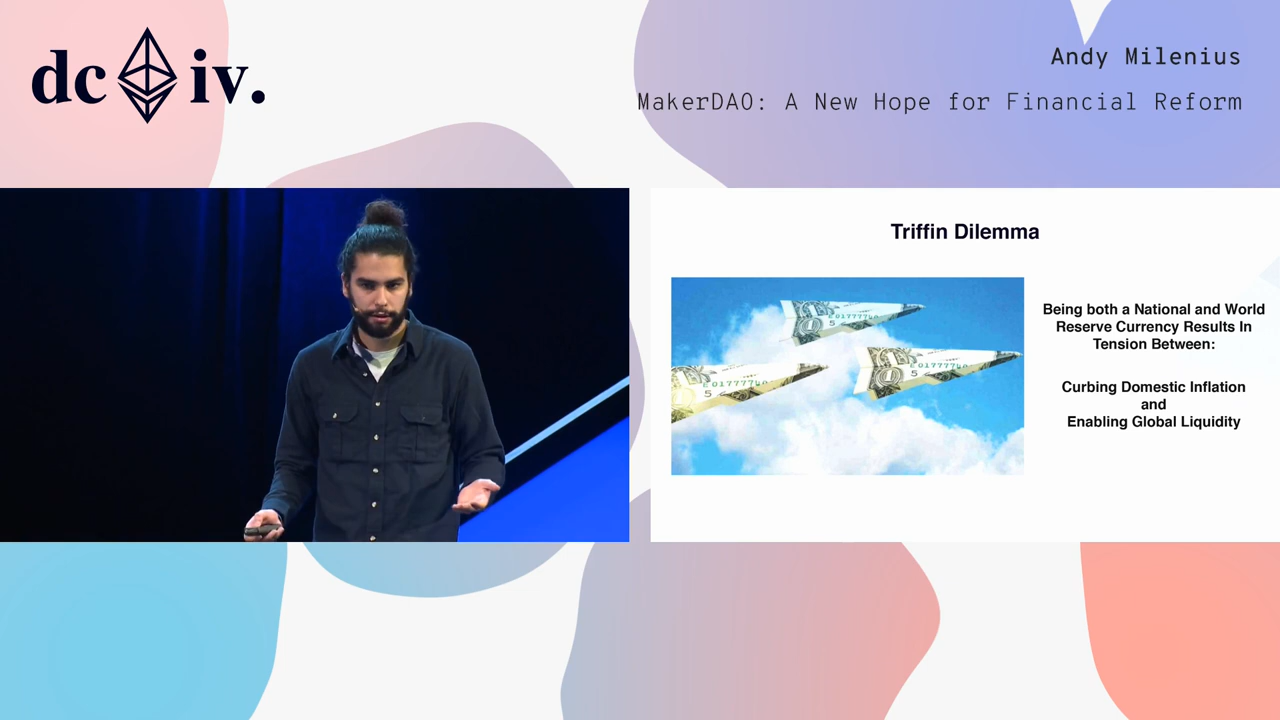 dc iv.
Andy Milenius
MakerDAO: A New Hope for Financial Reform
Triffin Dilemma
Being both a National and World
Reserve Currency Results In
Tension Between:
Curbing Domestic Inflation
and
Enabling Global Liquidity